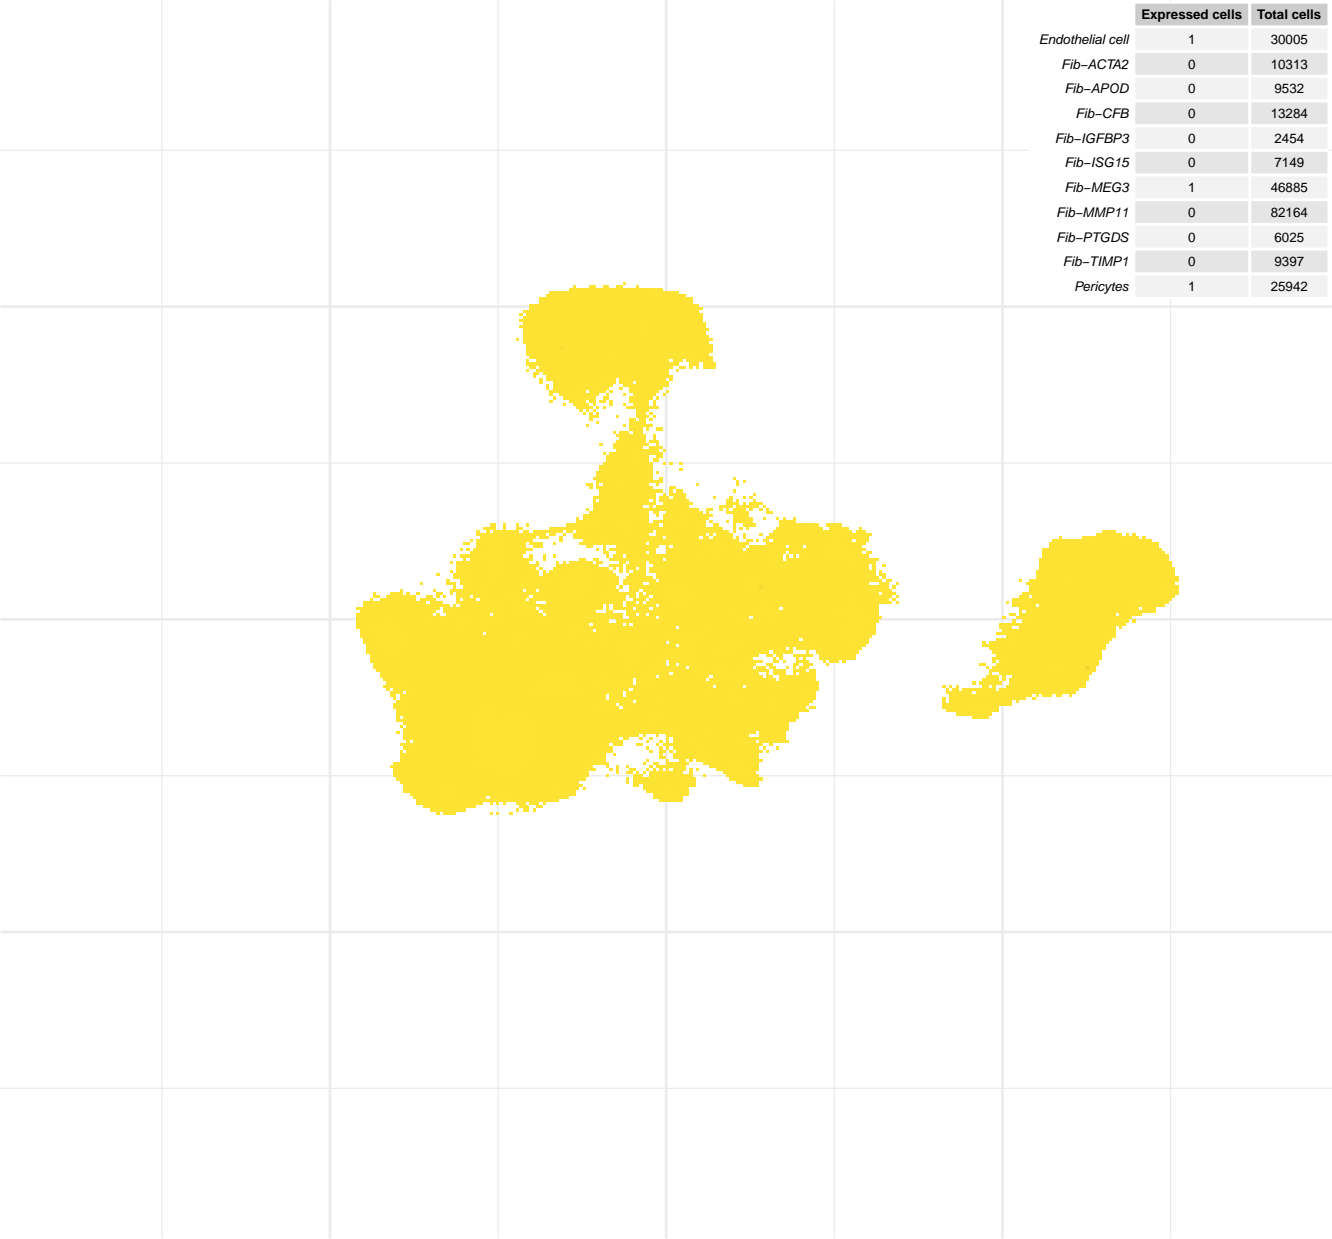 Expressed cells Total cells
Endothelial cell 1 30005
Fib−ACTA2 0 10313
Fib−APOD 0 9532
Fib−CFB 0 13284
Fib−IGFBP3 0 2454
Fib−ISG15 0 7149
Fib−MEG3 1 46885
Fib−MMP11 0 82164
Fib−PTGDS 0 6025
Fib−TIMP1 0 9397
Pericytes 1 25942